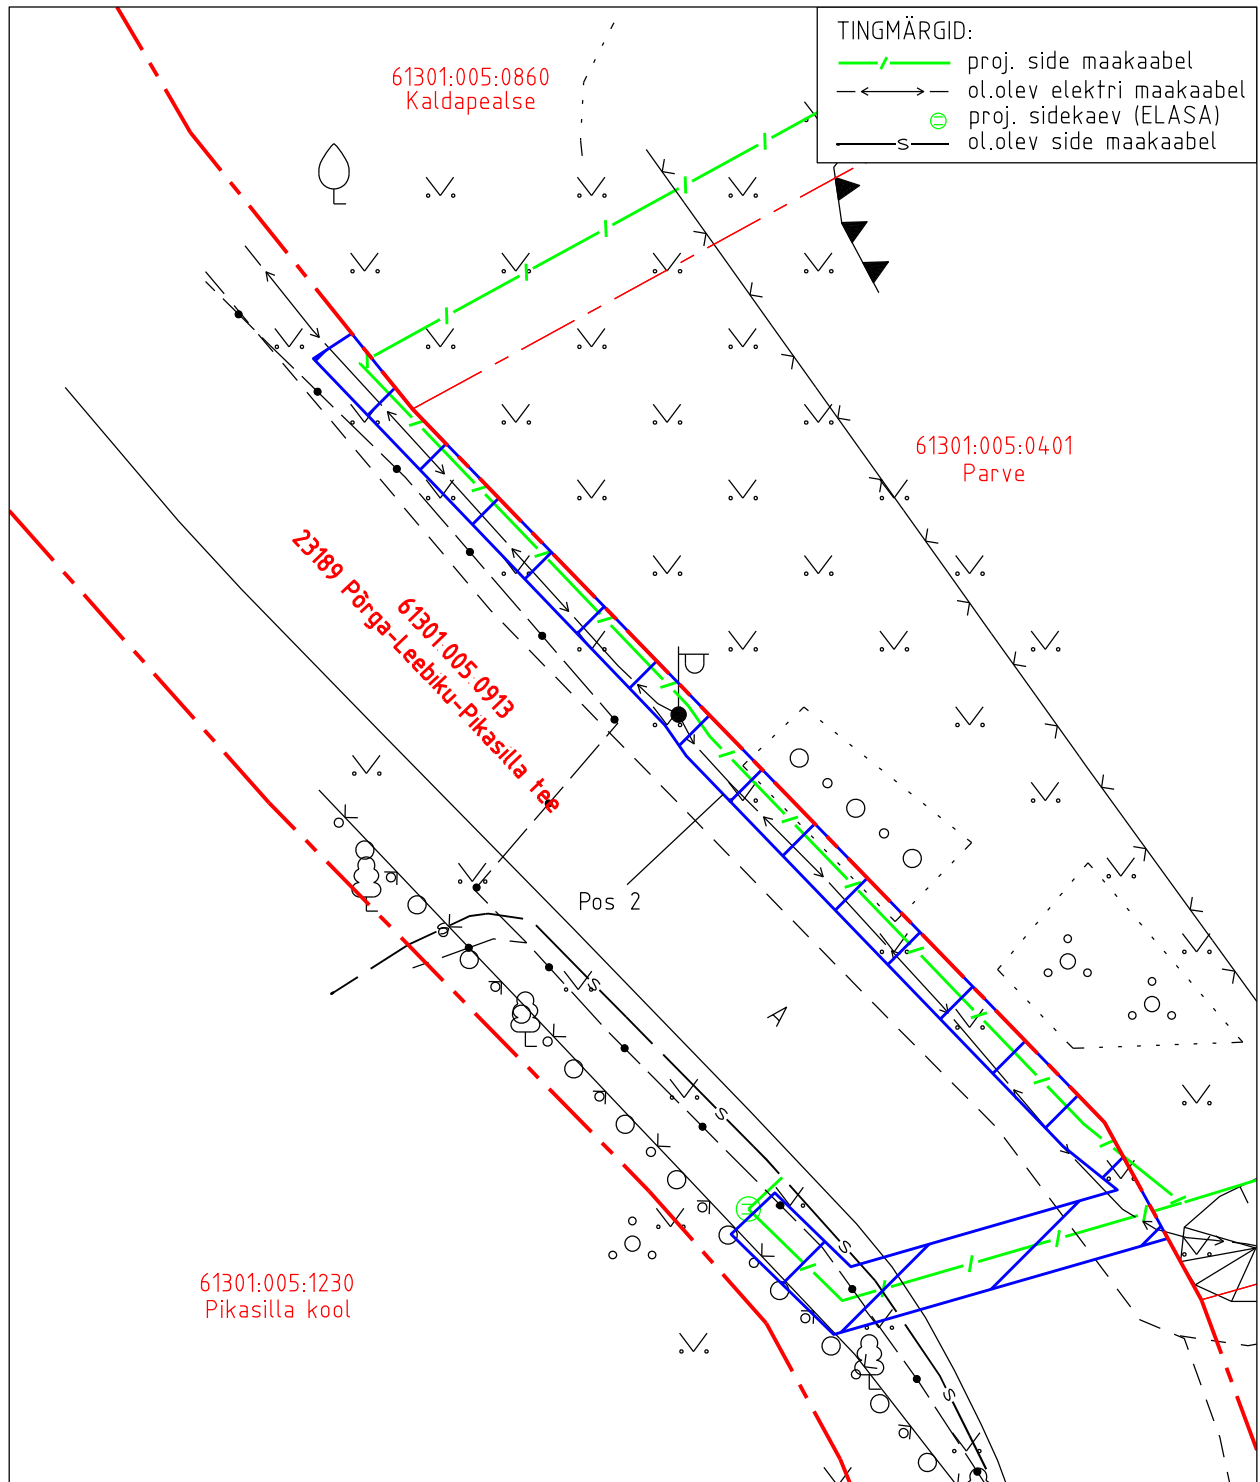 TINGMÄRGID:
proj. side maakaabel
ol.olev elektri maakaabel
proj. sidekaev (ELASA)
ol.olev side maakaabel
S
61301:005:0860
Kaldapealse
61301:005:0401
Parve
61301:005:0913
23189 Põrga-Leebiku-Pikasilla tee
Pos 2
A
S
S
S
S
S
61301:005:1230
Pikasilla kool